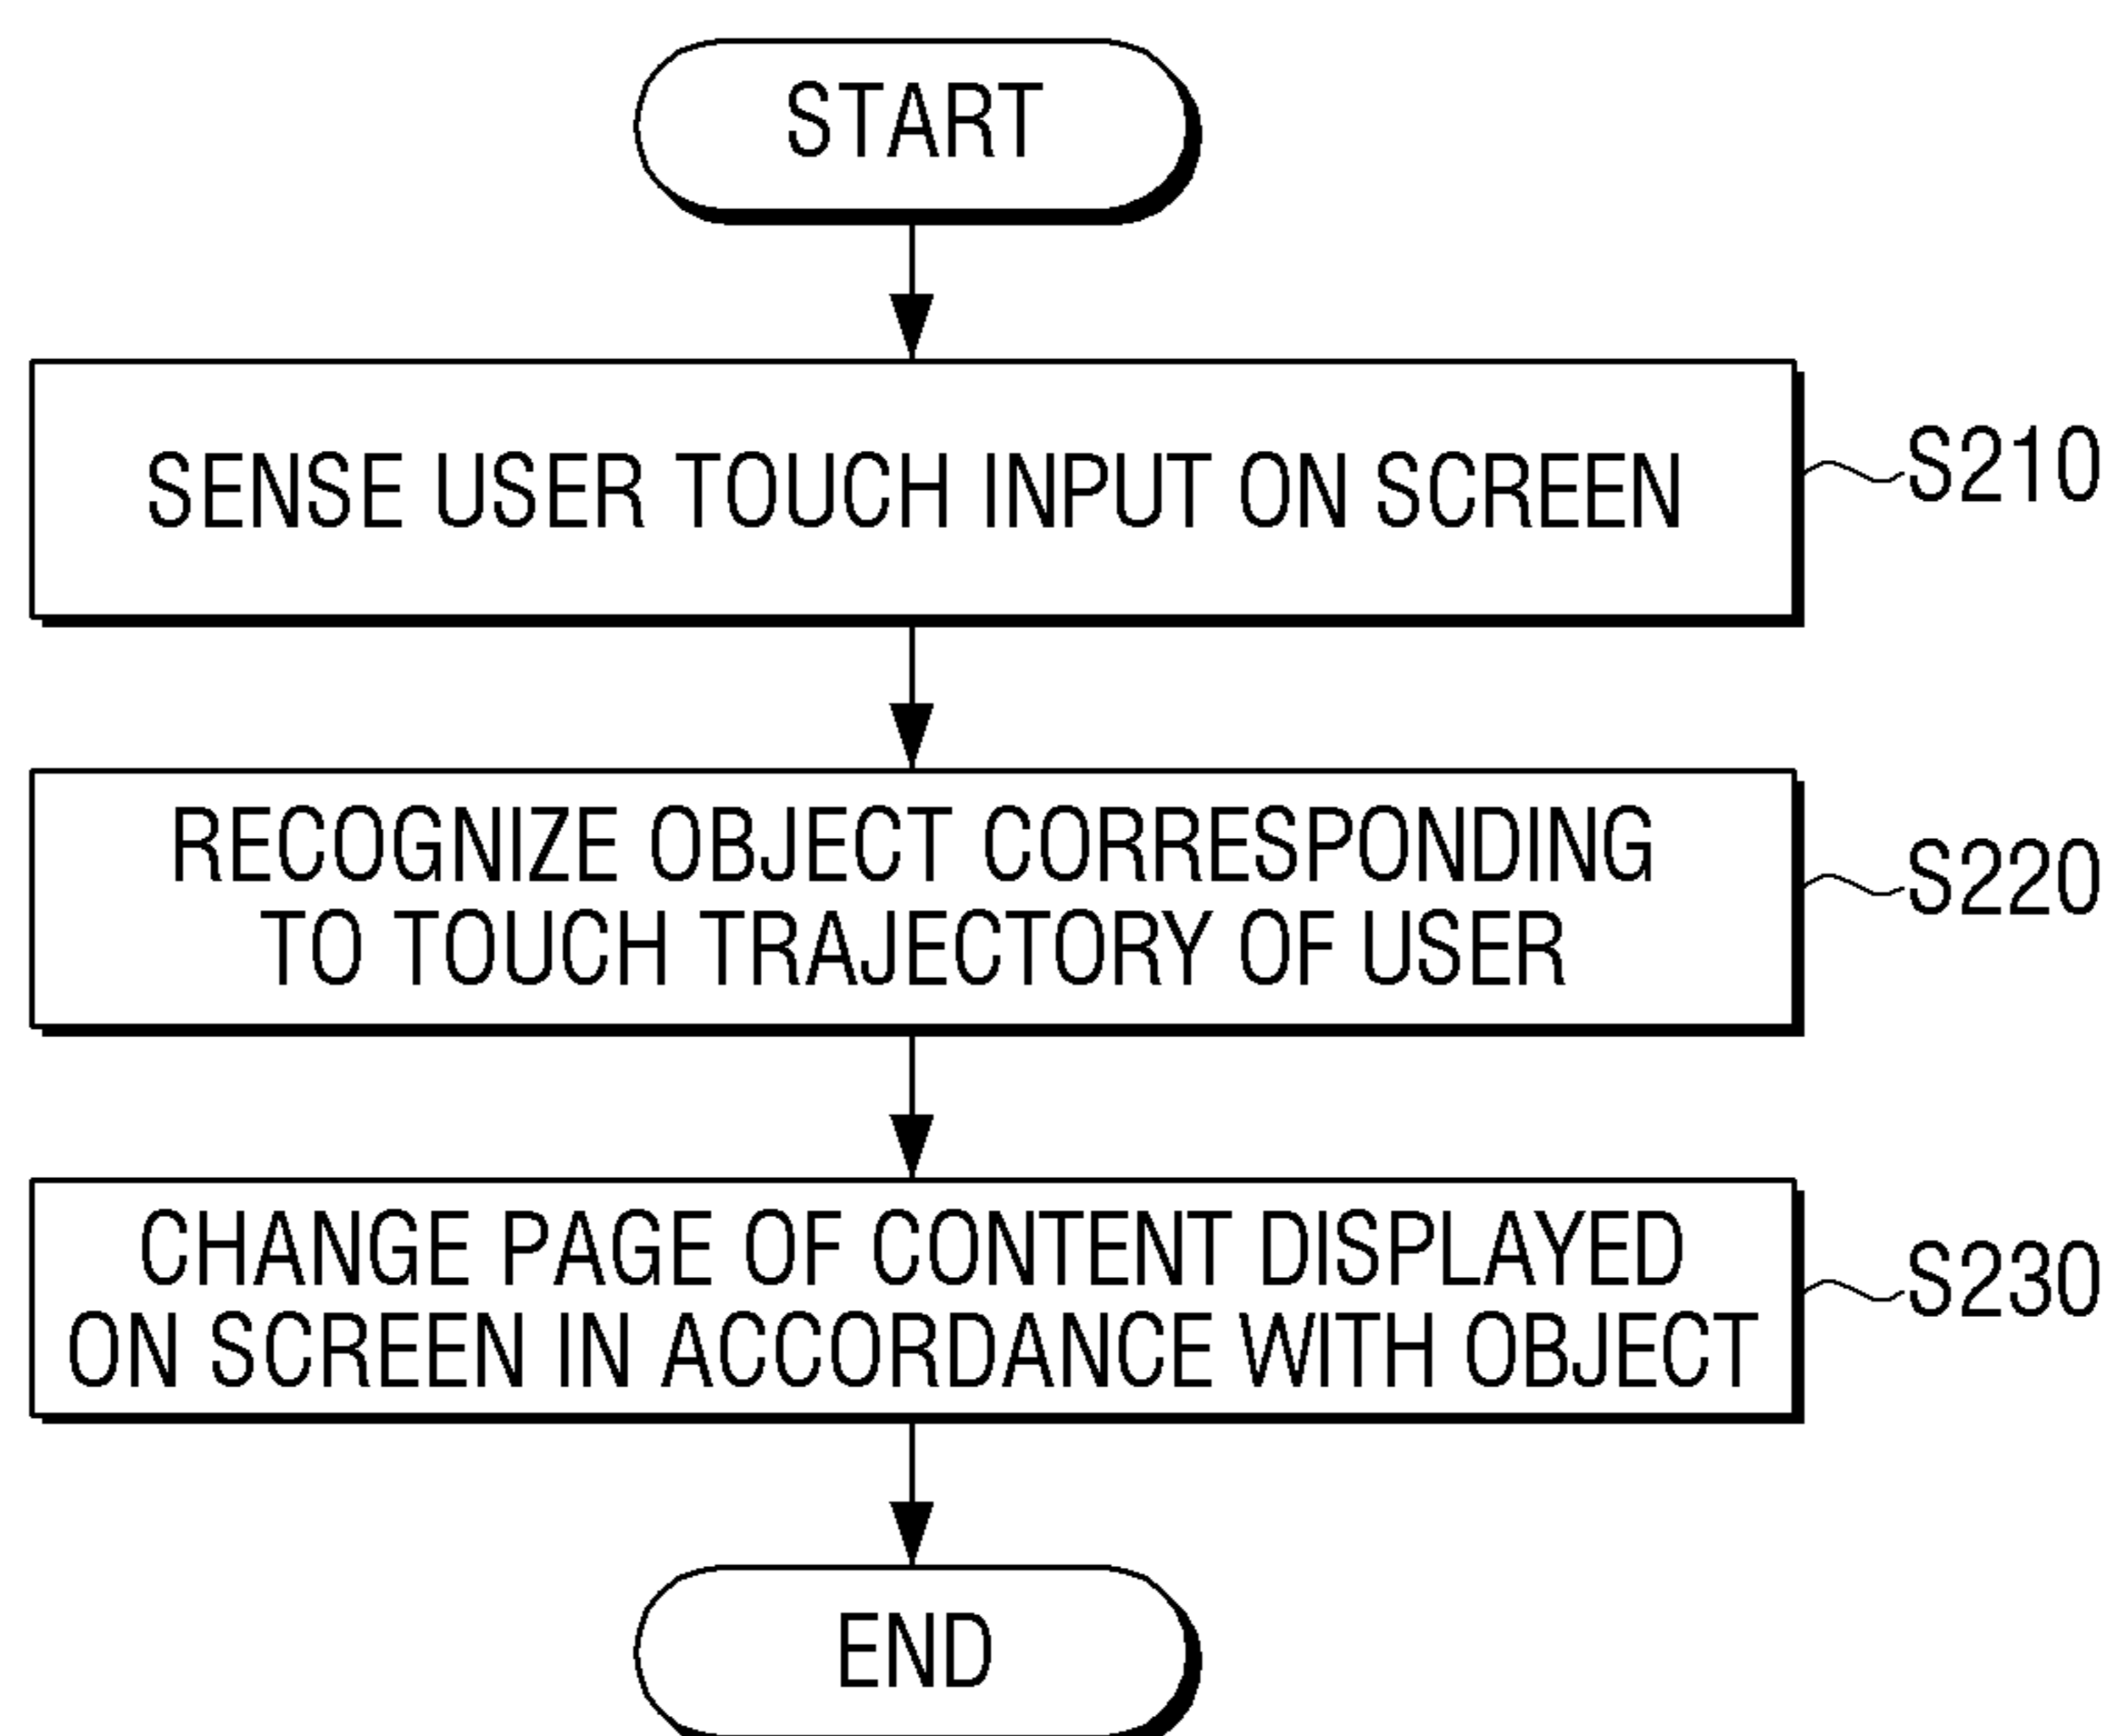 START
SENSE USER TOUCH INPUT ON SCREEN
S210
RECOGNIZE OBJECT CORRESPONDING
TO TOUCH TRAJECTORY OF USER
S220
CHANGE PAGE OF CONTENT DISPLAYED
ON SCREEN IN ACCORDANCE WITH OBJECT
S230
END